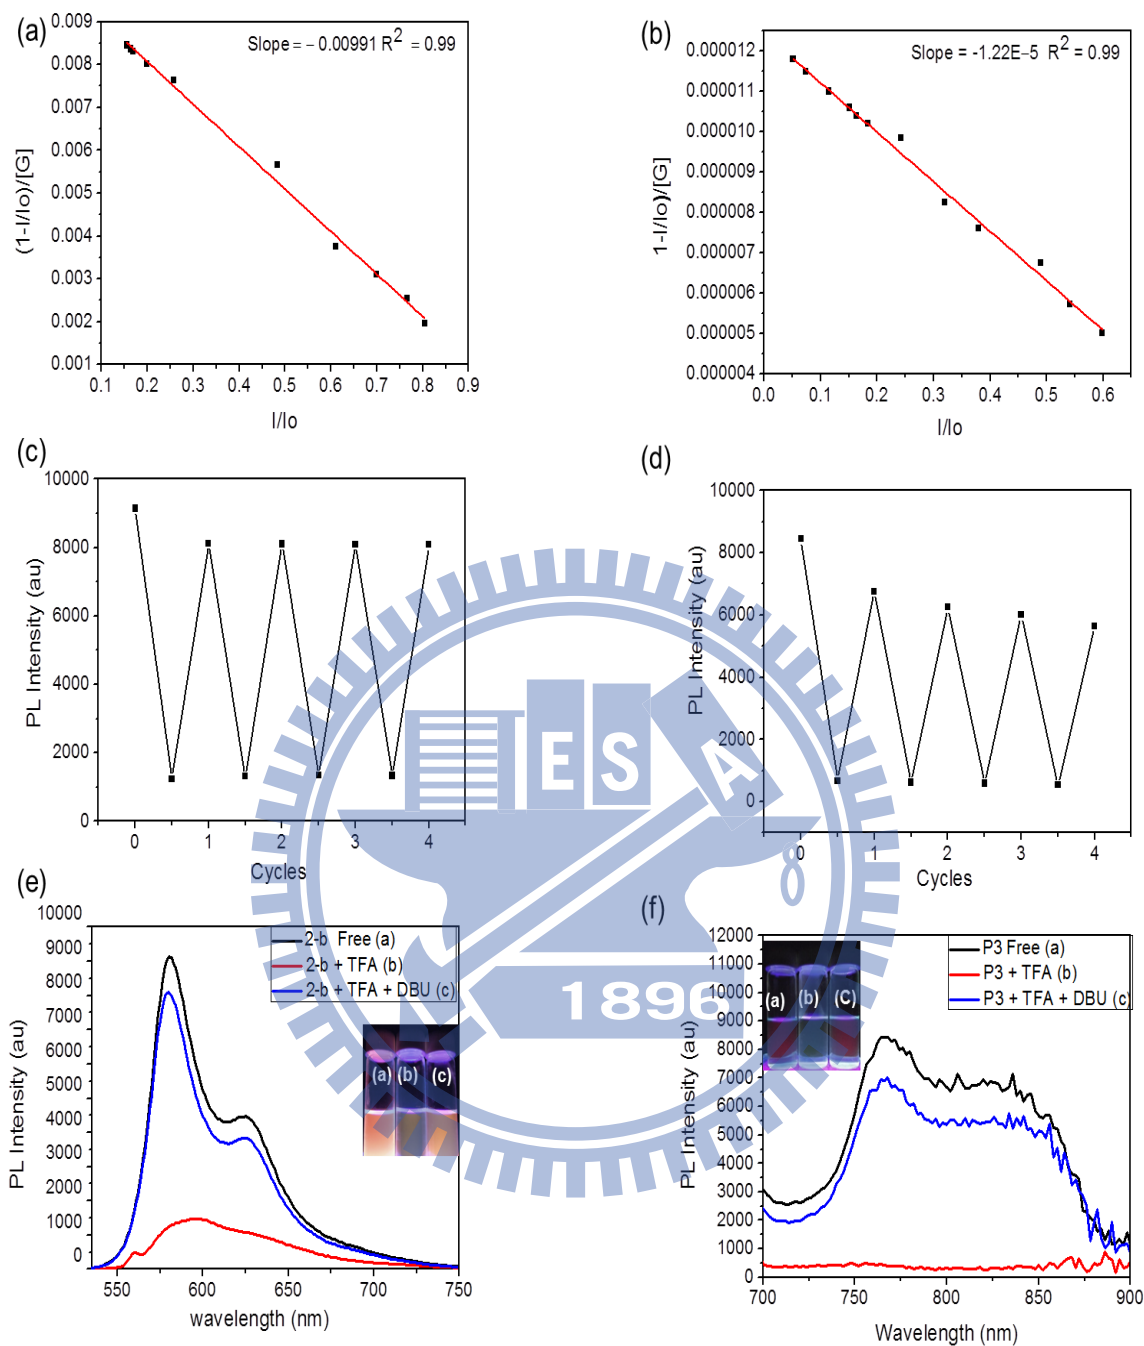 (a)
Slope = − 0.00991 R2 = 0.99
0.009
0.008
0.007
0.006
0.005
0.004
0.003
0.002
0.001
(1-I/Io)/[G]
0.1 0.2 0.3 0.4 0.5 0.6 0.7 0.8 0.9
I/Io
(b)
Slope = -1.22E−5 R2 = 0.99
0.000012
0.000011
0.000010
0.000009
0.000008
0.000007
0.000006
0.000005
0.000004
1-I/Io)/[G]
0.0 0.1 0.2 0.3 0.4 0.5 0.6
I/Io
(c)
10000
8000
6000
4000
2000
0
PL Intensity (au)
0 1 2 3 4
Cycles
(d)
10000
8000
6000
4000
2000
0
PL Intensity (au)
0 1 2 3 4
Cycles
ESA
1896
(e)
10000
9000
8000
7000
6000
5000
4000
3000
2000
1000
0
PL Intensity (au)
2-b Free (a)
2-b + TFA (b)
2-b + TFA + DBU (c)
(a) (b) (c)
550 600 650 700 750
wavelength (nm)
(f)
12000
11000
10000
9000
8000
7000
6000
5000
4000
3000
2000
1000
0
PL Intensity (au)
P3 Free (a)
P3 + TFA (b)
P3 + TFA + DBU (c)
(a) (b) (C)
700 750 800 850 900
Wavelength (nm)